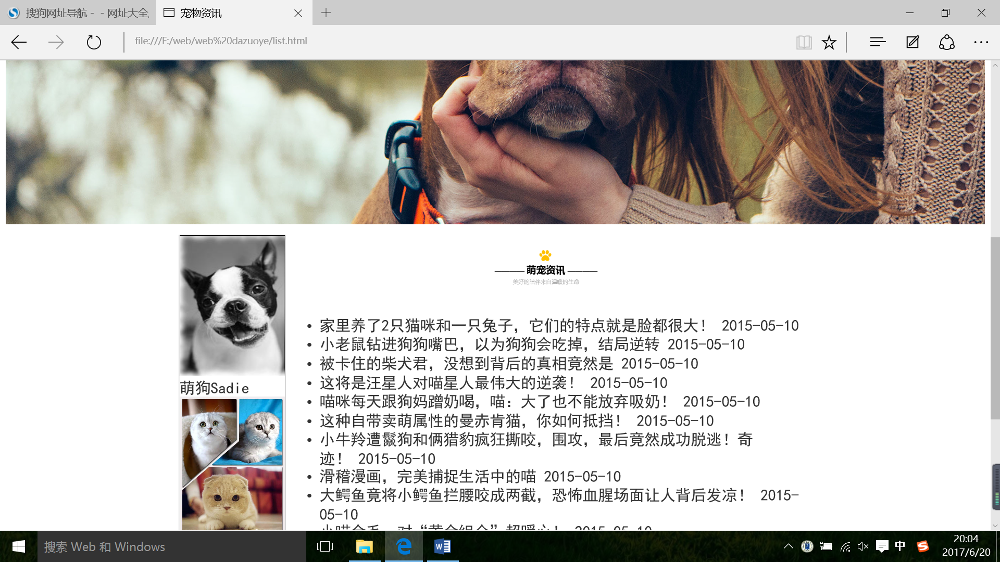 搜狗网址导航 - - 网址大全
宠物资讯
file:///F:/web/web%20dazuoye/list.html
萌宠资讯
美好的陪伴来自温暖的生命
萌狗Sadie
• 家里养了2只猫咪和一只兔子，它们的特点就是脸都很大！ 2015-05-10
• 小老鼠钻进狗狗嘴巴，以为狗狗会吃掉，结局逆转 2015-05-10
• 被卡住的柴犬君，没想到背后的真相竟然是 2015-05-10
• 这将是汪星人对喵星人最伟大的逆袭！ 2015-05-10
• 喵咪每天跟狗妈蹭奶喝，喵：大了也不能放弃吸奶！ 2015-05-10
• 这种自带卖萌属性的曼赤肯猫，你如何抵挡！ 2015-05-10
• 小牛羚遭鬣狗和俩猎豹疯狂撕咬，围攻，最后竟然成功脱逃！奇
迹！ 2015-05-10
• 滑稽漫画，完美捕捉生活中的喵 2015-05-10
• 大鳄鱼竟将小鳄鱼拦腰咬成两截，恐怖血腥场面让人背后发凉！ 2015-
05-10
搜索 Web 和 Windows
中
20:04
2017/6/20